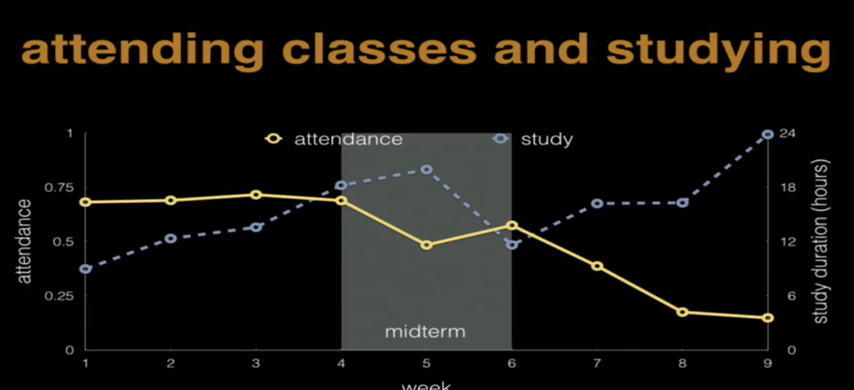 attending classes and studying
attendance
study
1
0.75
0.5
0.25
0
attendance
24
18
12
6
0
study duration (hours)
midterm
1 2 3 4 5 6 7 8 9
week